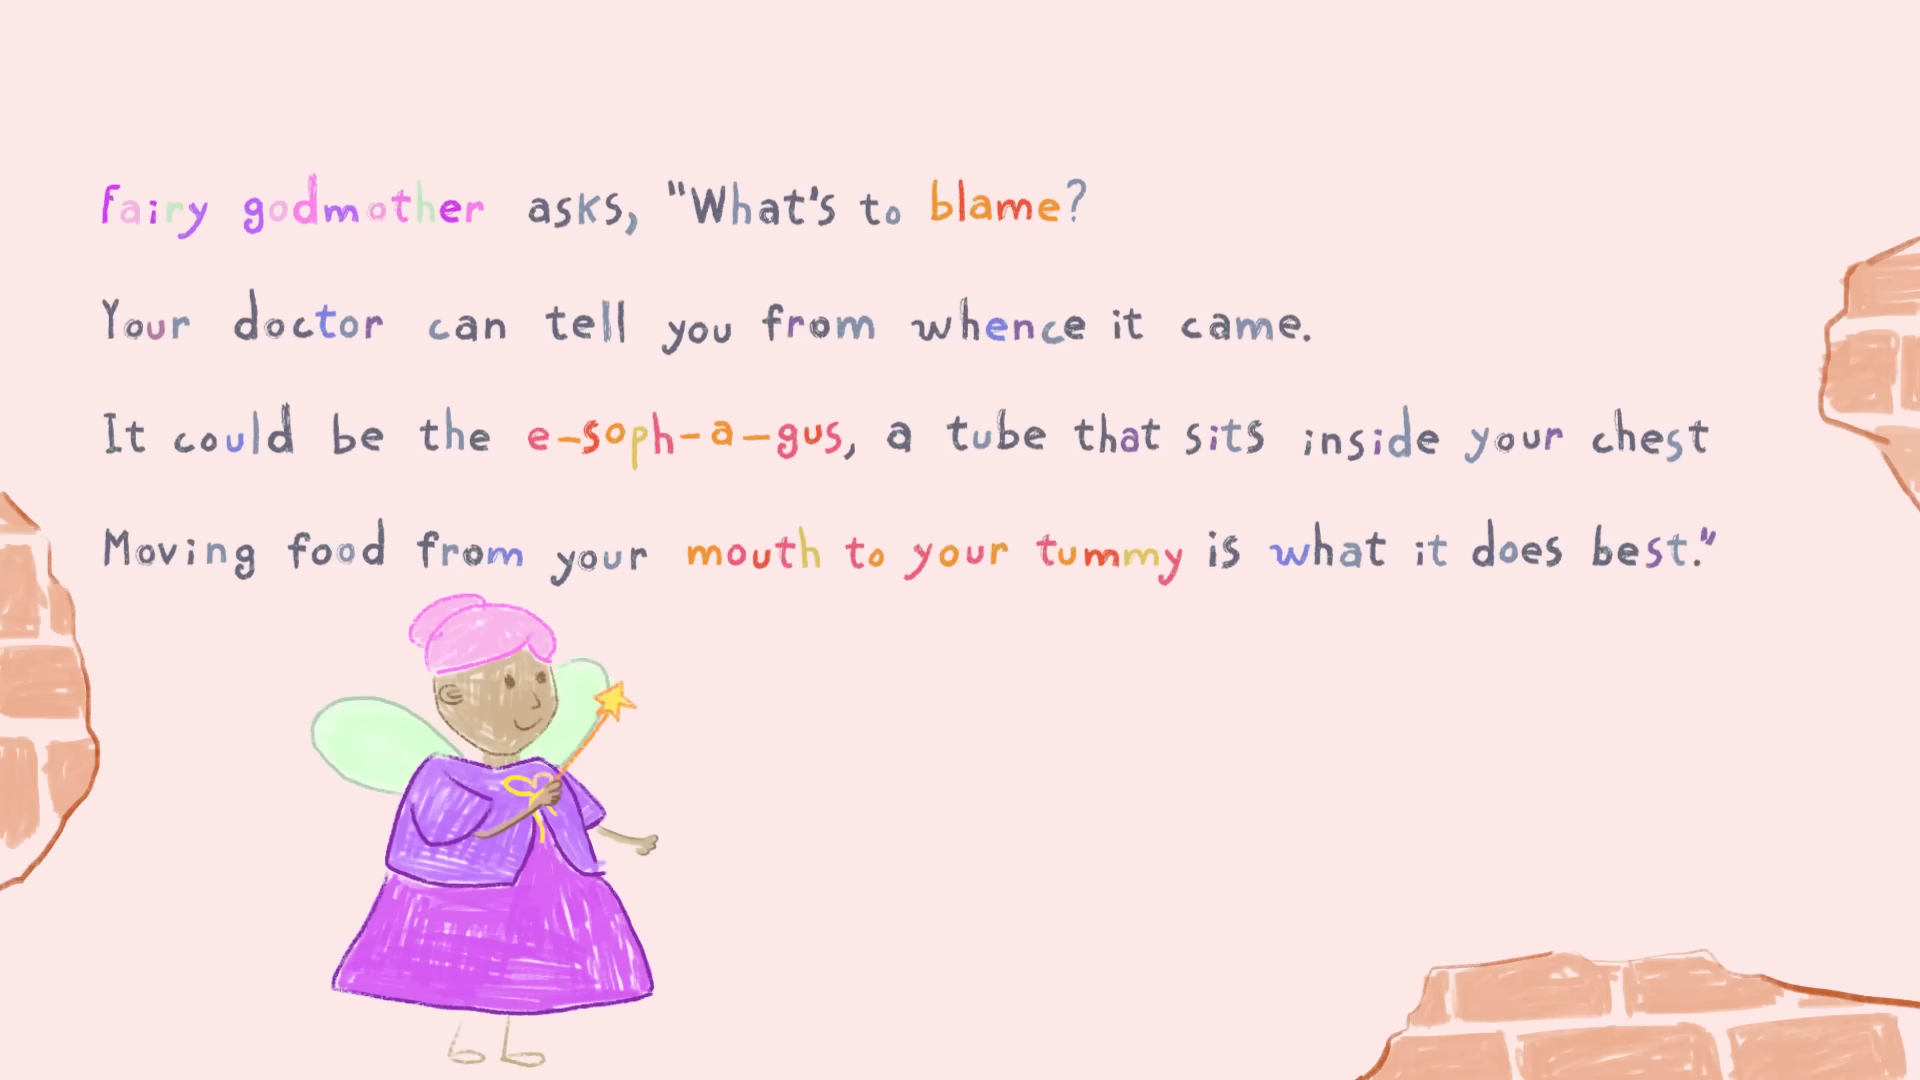 fairy godmother asks, "What's to blame?
Your doctor can tell you from whence it came.
It could be the e-soph-a-gus, a tube that sits inside your chest
Moving food from your mouth to your tummy is what it does best."